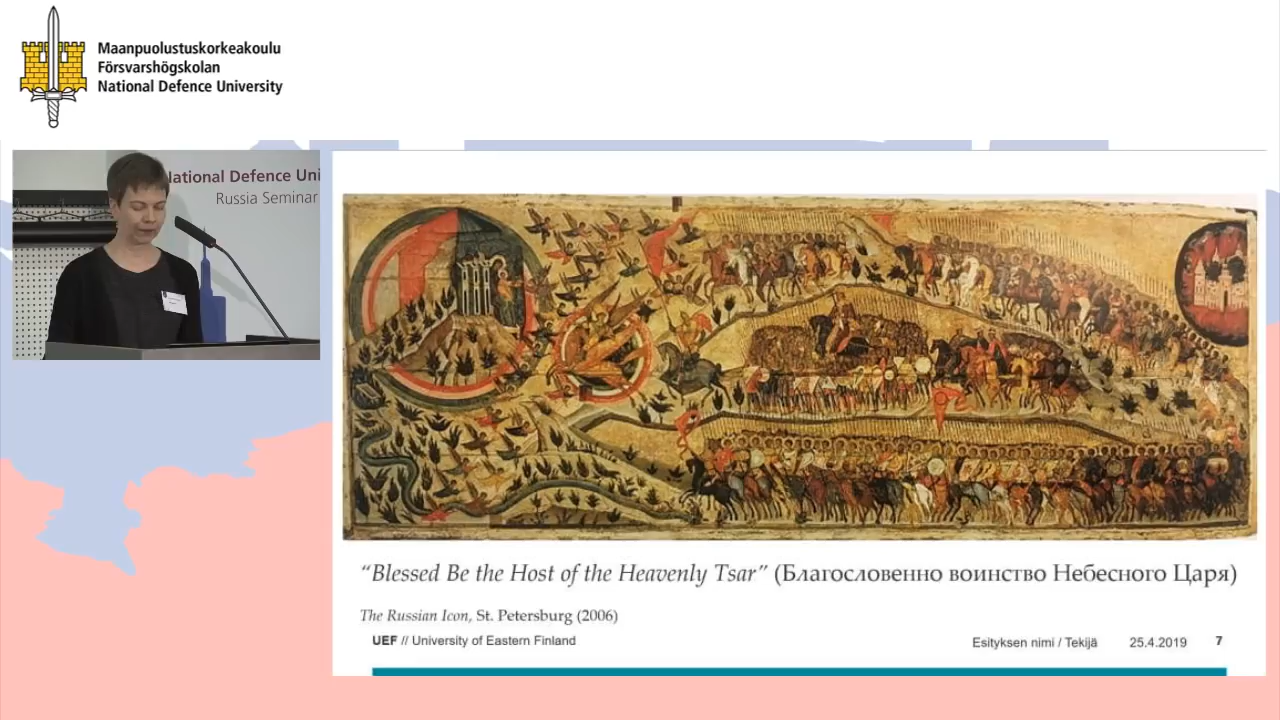 Maanpuolustuskorkeakoulu
Försvarshögskolan
National Defence University
National Defence Uni
Russia Seminar
“Blessed Be the Host of the Heavenly Tsar” (Благословенно воинство Небесного Царя)
The Russian Icon, St. Petersburg (2006)
UEF // University of Eastern Finland
Esityksen nimi / Tekijä 25.4.2019 7